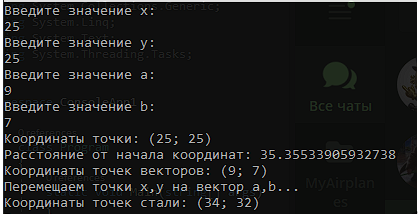 Введите значение x:
25
Введите значение y:
25
Введите значение a:
9
Введите значение b:
7
Координаты точки: (25; 25)
Расстояние от начала координат: 35.35533905932738
Координаты точек векторов: (9; 7)
Перемещаем точки x,y на вектор a,b...
Координаты точек стали: (34; 32)
Все чаты
MyAirplan
es